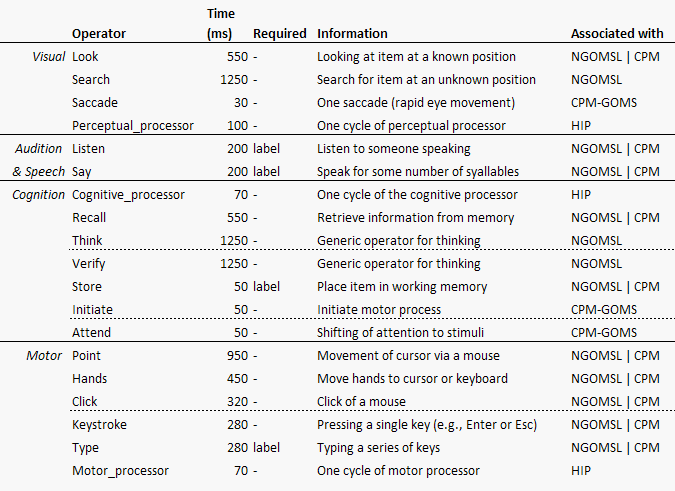 Time
Operator (ms) Required Information Associated with
Visual Look 550 - Looking at item at a known position NGOMSL | CPM
Search 1250 - Search for item at an unknown position NGOMSL
Saccade 30 - One saccade (rapid eye movement) CPM-GOMS
Perceptual_processor 100 - One cycle of perceptual processor HIP
Audition Listen 200 label Listen to someone speaking NGOMSL | CPM
& Speech Say 200 label Speak for some number of syallables NGOMSL | CPM
Cognition Cognitive_processor 70 - One cycle of the cognitive processor HIP
Recall 550 - Retrieve information from memory NGOMSL | CPM
Think 1250 - Generic operator for thinking NGOMSL
Verify 1250 - Generic operator for thinking NGOMSL
Store 50 label Place item in working memory NGOMSL | CPM
Initiate 50 - Initiate motor process CPM-GOMS
Attend 50 - Shifting of attention to stimuli CPM-GOMS
Motor Point 950 - Movement of cursor via a mouse NGOMSL | CPM
Hands 450 - Move hands to cursor or keyboard NGOMSL | CPM
Click 320 - Click of a mouse NGOMSL | CPM
Keystroke 280 - Pressing a single key (e.g., Enter or Esc) NGOMSL | CPM
Type 280 label Typing a series of keys NGOMSL | CPM
Motor_processor 70 - One cycle of motor processor HIP